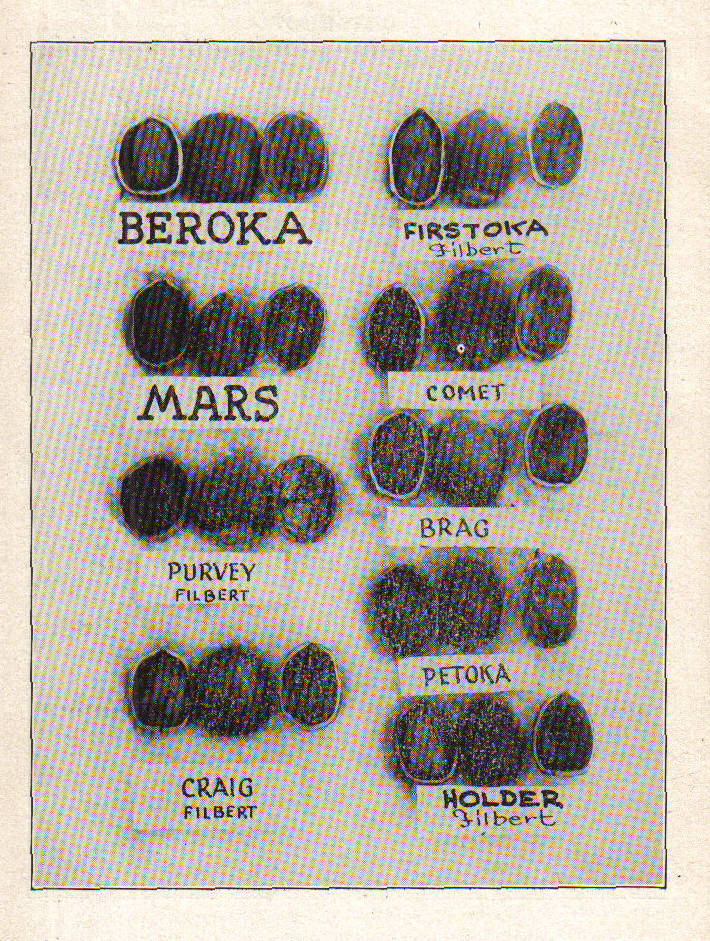 BEROKA
MARS
PURVEY
FILBERT
CRAIG
FILBERT
FIRSTOKA
Filbert
COMET
BRAG
PETOKA
HOLDER
Filbert